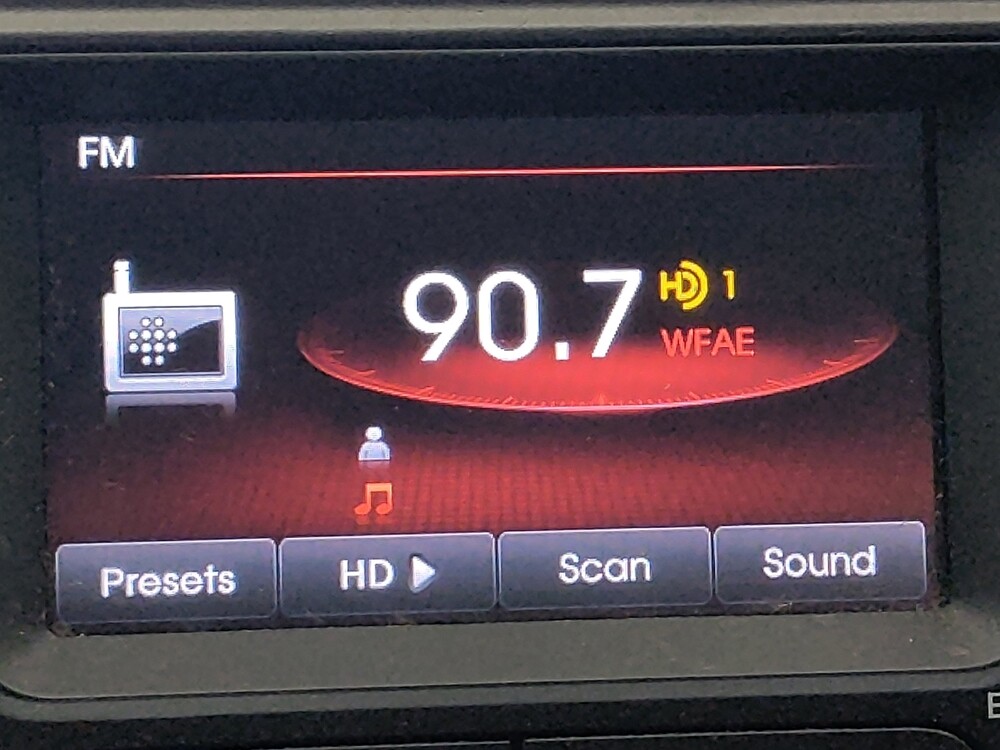 FM
90.7 HD 1
WFAE
Presets HD Scan Sound